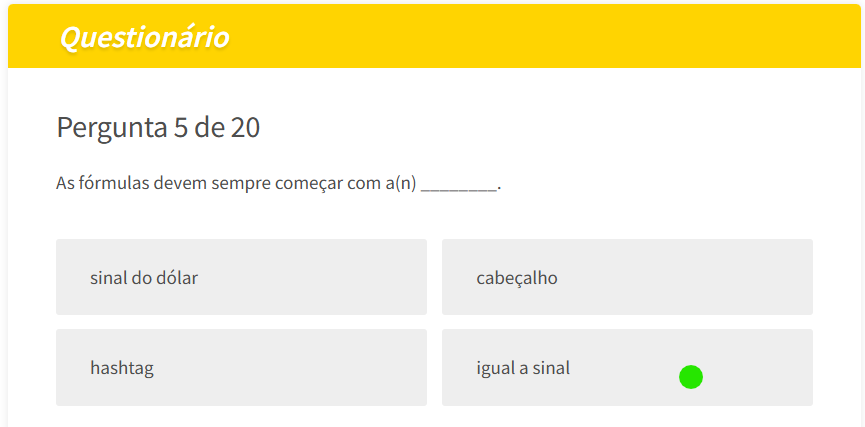 Questionário
Pergunta 5 de 20
As fórmulas devem sempre começar com a(n) ________.
sinal do dólar
cabeçalho
hashtag
igual a sinal